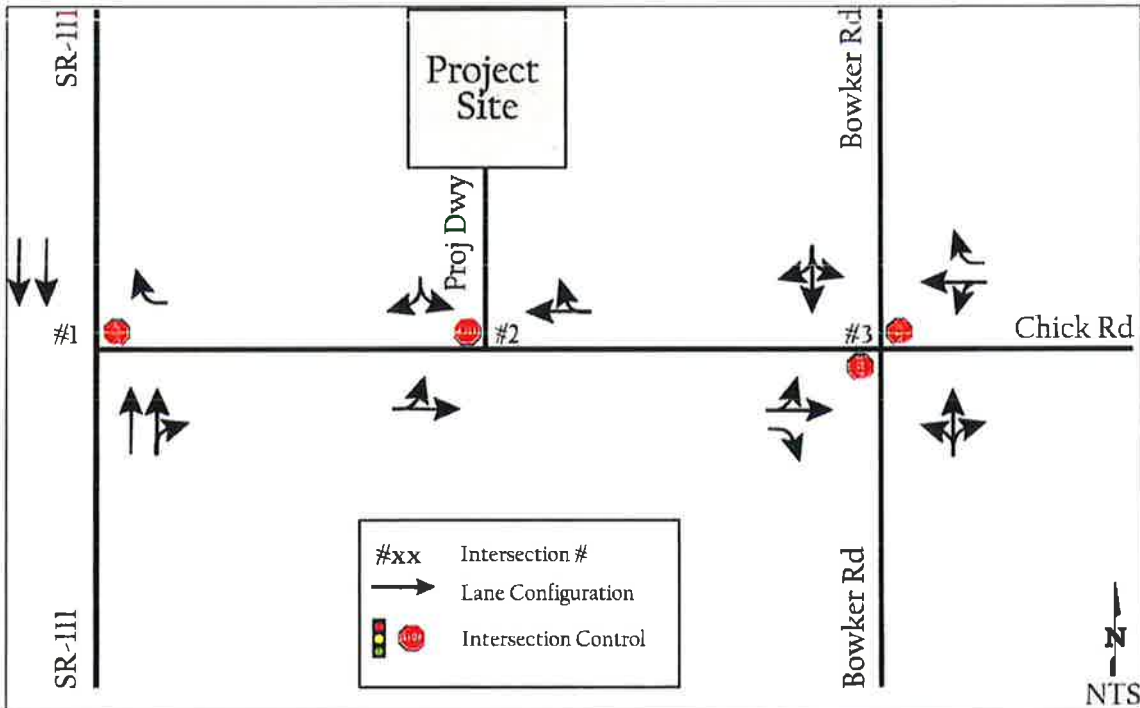 SR-111
Project
Site
Bowker Rd
Proj Dwy
#1
#2
#3
Chick Rd
#xx Intersection #
Lane Configuration
Intersection Control
SR-111
Bowker Rd
N
NTS